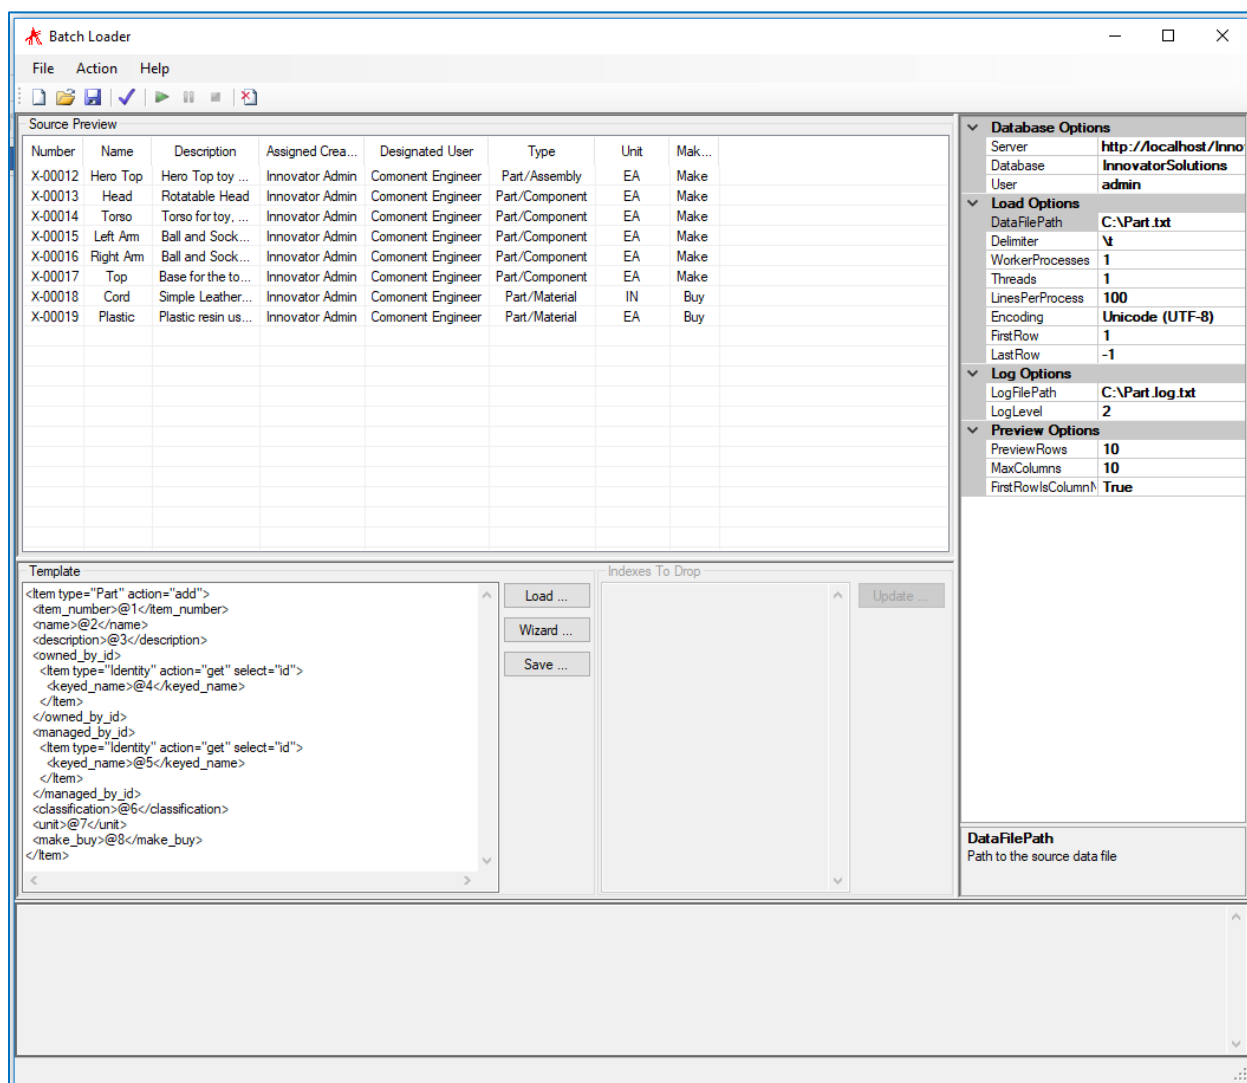 Batch Loader
File Action Help
Source Preview
Number Name Description Assigned Crea... Designated User Type Unit Mak...
X-00012 Hero Top Hero Top toy ... Innovator Admin Comonent Engineer Part/Assembly EA Make
X-00013 Head Rotatable Head Innovator Admin Comonent Engineer Part/Component EA Make
X-00014 Torso Torso for toy, ... Innovator Admin Comonent Engineer Part/Component EA Make
X-00015 Left Arm Ball and Sock... Innovator Admin Comonent Engineer Part/Component EA Make
X-00016 Right Arm Ball and Sock... Innovator Admin Comonent Engineer Part/Component EA Make
X-00017 Top Base for the to... Innovator Admin Comonent Engineer Part/Component EA Make
X-00018 Cord Simple Leather... Innovator Admin Comonent Engineer Part/Material IN Buy
X-00019 Plastic Plastic resin us... Innovator Admin Comonent Engineer Part/Material EA Buy
Database Options
Server http://localhost/Inno
Database InnovatorSolutions
User admin
Load Options
DataFilePath C:\Part.txt
Delimiter \t
WorkerProcesses 1
Threads 1
LinesPerProcess 100
Encoding Unicode (UTF-8)
FirstRow 1
LastRow -1
Log Options
LogFilePath C:\Part.log.txt
LogLevel 2
Preview Options
PreviewRows 10
MaxColumns 10
FirstRowIsColumnN True
Template
<Item type="Part" action="add">
<item_number>@1</item_number>
<name>@2</name>
<description>@3</description>
<owned_by_id>
<Item type="Identity" action="get" select="id">
<keyed_name>@4</keyed_name>
</Item>
</owned_by_id>
<managed_by_id>
<Item type="Identity" action="get" select="id">
<keyed_name>@5</keyed_name>
</Item>
</managed_by_id>
<classification>@6</classification>
<unit>@7</unit>
<make_buy>@8</make_buy>
</Item>
Load ...
Wizard ...
Save ...
Indexes To Drop
Update ...
DataFilePath
Path to the source data file